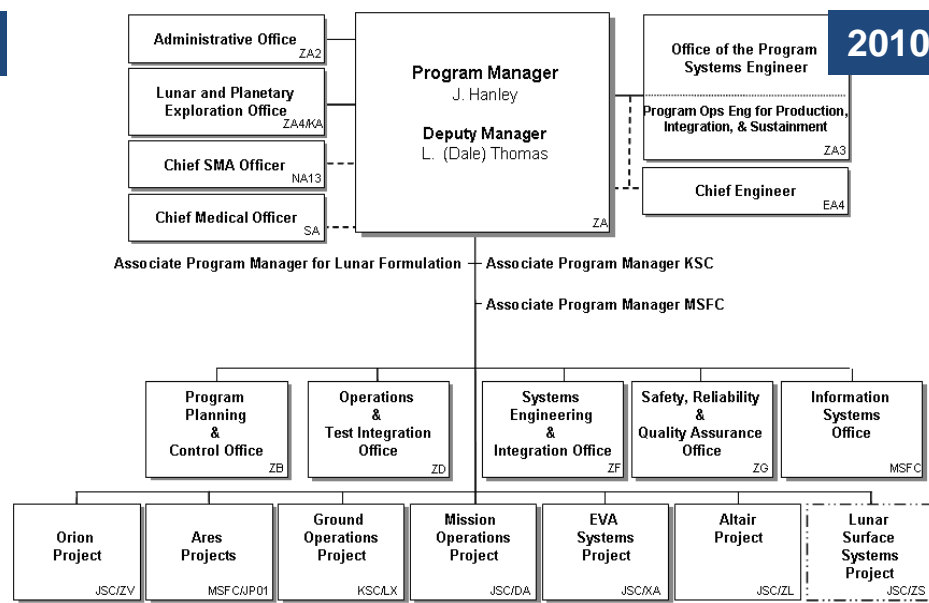 2010
Administrative Office
ZA2
Lunar and Planetary
Exploration Office
ZA4/KA
Chief SMA Officer
NA13
Chief Medical Officer
SA
Program Manager
J. Hanley
Deputy Manager
L. (Dale) Thomas
ZA
Office of the Program
Systems Engineer
Program Ops Eng for Production,
Integration, & Sustainment
ZA3
Chief Engineer
EA4
Associate Program Manager for Lunar Formulation
Associate Program Manager KSC
Associate Program Manager MSFC
Program
Planning
&
Control Office
ZB
Operations
&
Test Integration
Office
ZD
Systems
Engineering
&
Integration Office
ZF
Safety, Reliability
&
Quality Assurance
Office
ZG
Information
Systems
Office
MSFC
Orion
Project
JSC/ZV
Ares
Projects
MSFC/JP01
Ground
Operations
Project
KSC/LX
Mission
Operations
Project
JSC/DA
EVA
Systems
Project
JSC/XA
Altair
Project
JSC/ZL
Lunar
Surface
Systems
Project
JSC/ZS